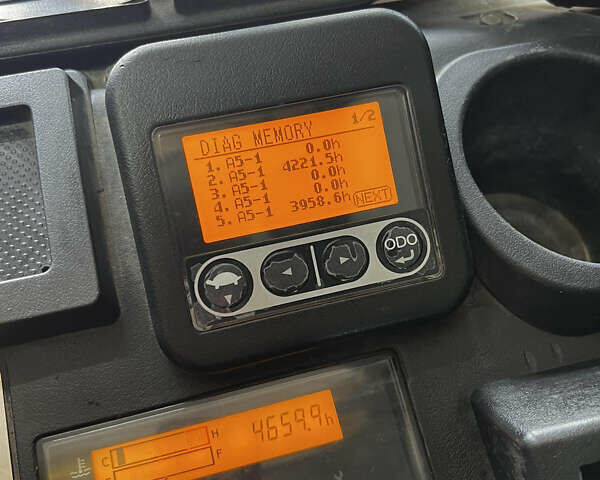 DIAG MEMORY 1/2
1. A5-1 0.0h
2. A5-1 4221.5h
3. A5-1 0.0h
4. A5-1 0.0h
5. A5-1 3958.6h NEXT
ODO
C H 4659.9h
F